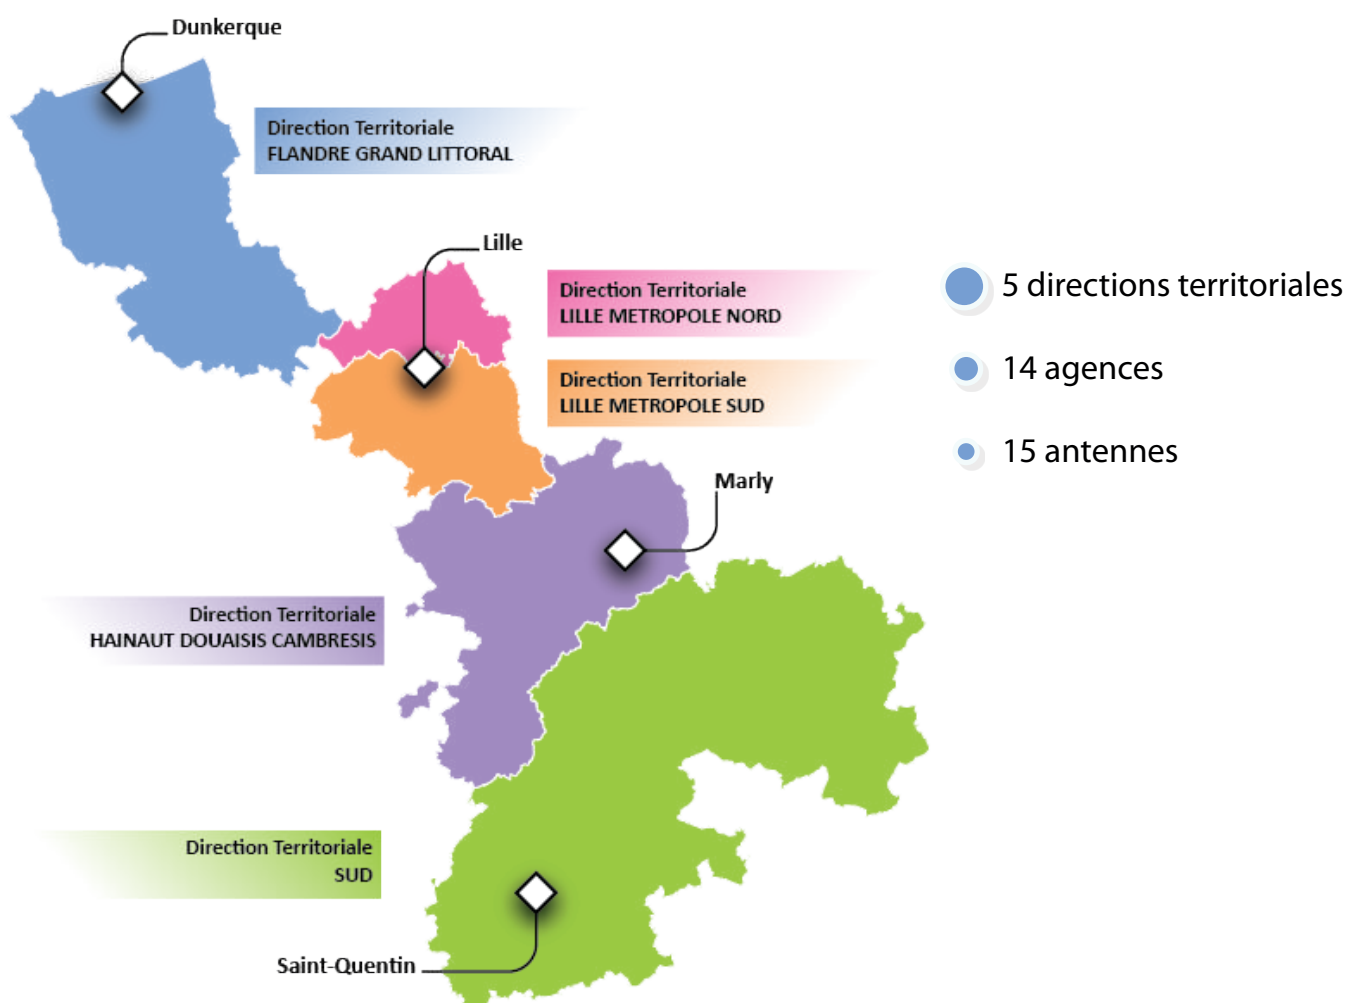 Dunkerque
Direction Territoriale
FLANDRE GRAND LITTORAL
Lille
Direction Territoriale
LILLE METROPOLE NORD
Direction Territoriale
LILLE METROPOLE SUD
5 directions territoriales
14 agences
15 antennes
Marly
Direction Territoriale
HAINAUT DOUAISIS CAMBRESIS
Direction Territoriale
SUD
Saint-Quentin